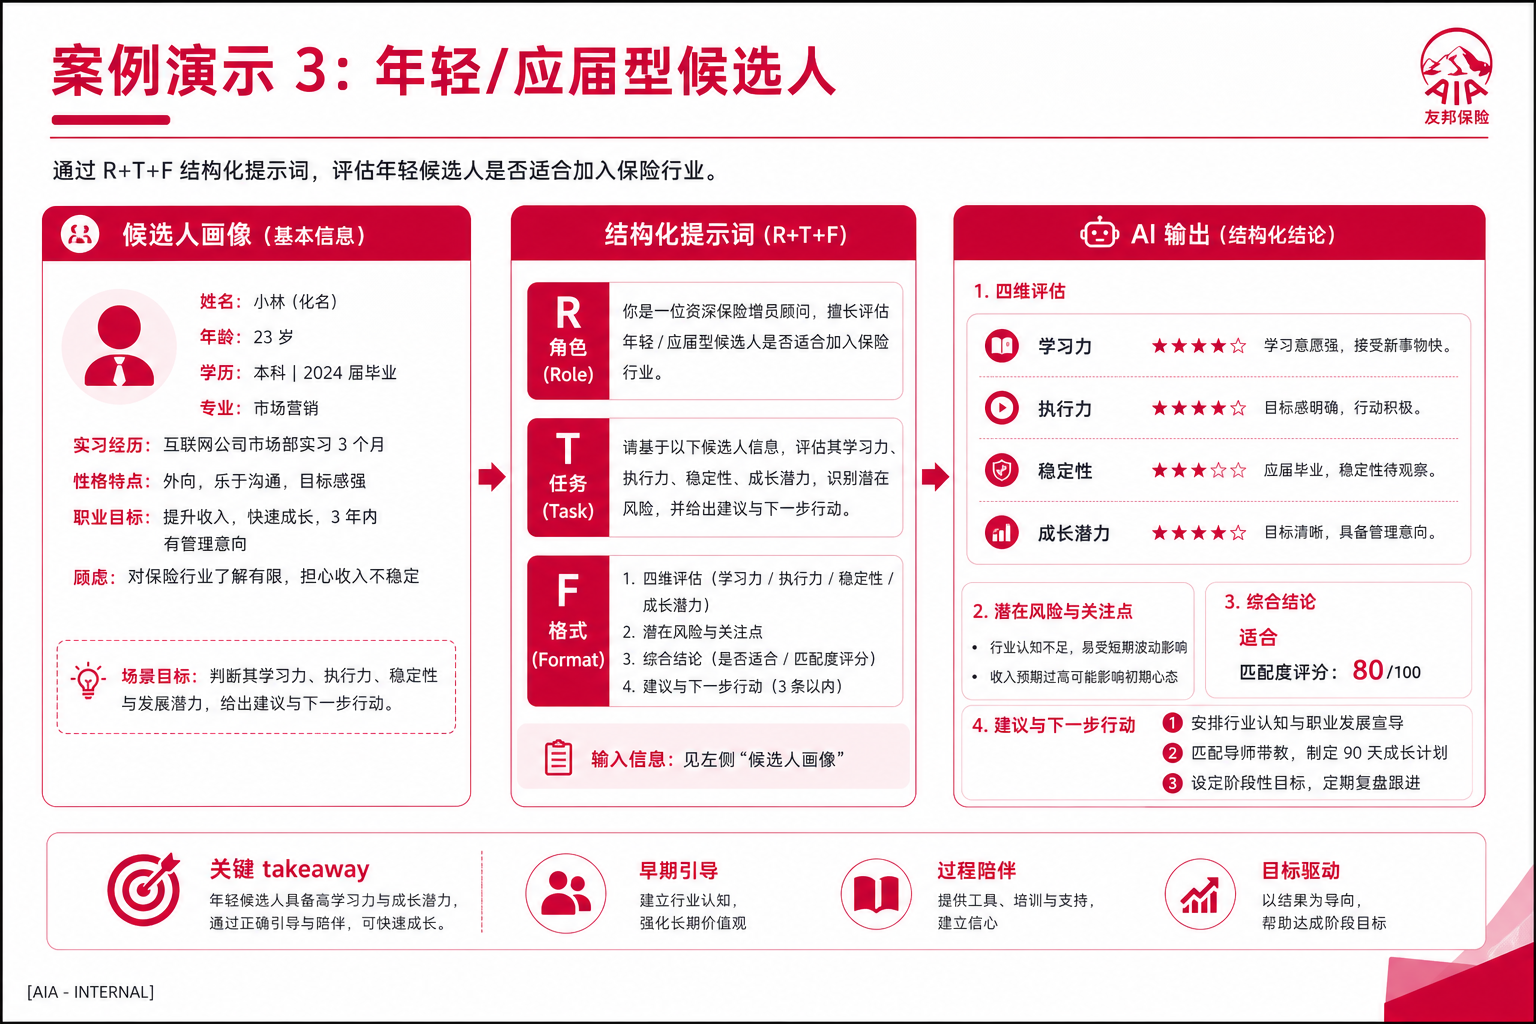 案例演示 3：年轻/应届型候选人
AIA
友邦保险
通过 R+T+F 结构化提示词，评估年轻候选人是否适合加入保险行业。
候选人画像（基本信息）
姓名：小林（化名）
年龄：23 岁
学历：本科 | 2024 届毕业
专业：市场营销
实习经历：互联网公司市场部实习 3 个月
性格特点：外向，乐于沟通，目标感强
职业目标：提升收入，快速成长，3 年内
有管理意向
顾虑：对保险行业了解有限，担心收入不稳定
场景目标：判断其学习力、执行力、稳定性
与发展潜力，给出建议与下一步行动。
结构化提示词（R+T+F）
R
角色
(Role)
你是一位资深保险增员顾问，擅长评估
年轻 / 应届型候选人是否适合加入保险
行业。
T
任务
(Task)
请基于以下候选人信息，评估其学习力、
执行力、稳定性、成长潜力，识别潜在
风险，并给出建议与下一步行动。
F
格式
(Format)
1. 四维评估（学习力 / 执行力 / 稳定性 /
成长潜力）
2. 潜在风险与关注点
3. 综合结论（是否适合 / 匹配度评分）
4. 建议与下一步行动（3 条以内）
输入信息：见左侧 “候选人画像”
AI 输出（结构化结论）
1. 四维评估
学习力 ★★★★☆ 学习意愿强，接受新事物快。
执行力 ★★★★☆ 目标感明确，行动积极。
稳定性 ★★★☆☆ 应届毕业，稳定性待观察。
成长潜力 ★★★★☆ 目标清晰，具备管理意向。
2. 潜在风险与关注点
• 行业认知不足，易受短期波动影响
• 收入预期过高可能影响初期心态
3. 综合结论
适合
匹配度评分：80/100
4. 建议与下一步行动
1 安排行业认知与职业发展宣导
2 匹配导师带教，制定 90 天成长计划
3 设定阶段性目标，定期复盘跟进
关键 takeaway
年轻候选人具备高学习力与成长潜力，
通过正确引导与陪伴，可快速成长。
早期引导
建立行业认知，
强化长期价值观
过程陪伴
提供工具、培训与支持，
建立信心
目标驱动
以结果为导向，
帮助达成阶段目标
[AIA - INTERNAL]